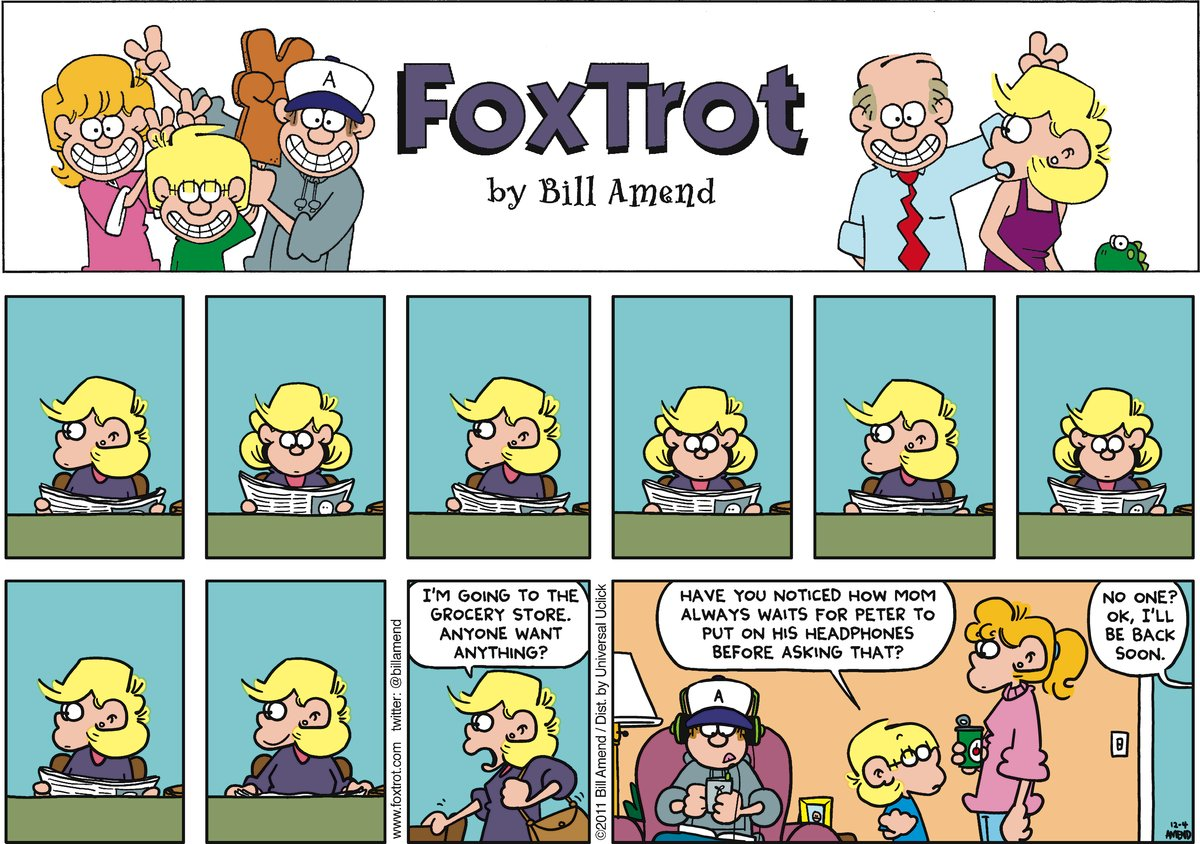 A
FoxTrot
by Bill Amend
www.foxtrot.com twitter: @billamend
I'M GOING TO THE
GROCERY STORE.
ANYONE WANT
ANYTHING?
©2011 Bill Amend / Dist. by Universal Uclick
HAVE YOU NOTICED HOW MOM
ALWAYS WAITS FOR PETER TO
PUT ON HIS HEADPHONES
BEFORE ASKING THAT?
A
NO ONE?
OK, I'LL
BE BACK
SOON.
12-4
AMEND